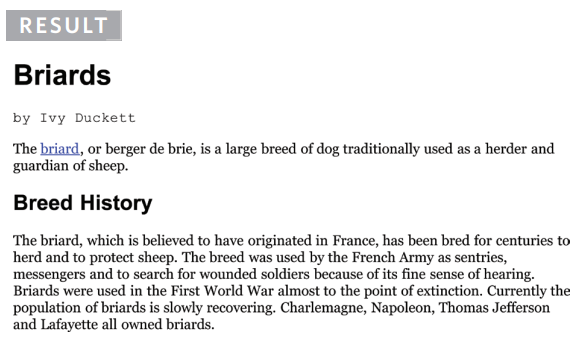 RESULT
Briards
by Ivy Duckett
The briard, or berger de brie, is a large breed of dog traditionally used as a herder and
guardian of sheep.
Breed History
The briard, which is believed to have originated in France, has been bred for centuries to
herd and to protect sheep. The breed was used by the French Army as sentries,
messengers and to search for wounded soldiers because of its fine sense of hearing.
Briards were used in the First World War almost to the point of extinction. Currently the
population of briards is slowly recovering. Charlemagne, Napoleon, Thomas Jefferson
and Lafayette all owned briards.